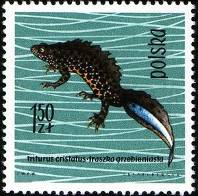 polska
1.50
zł
triturus cristatus-traszka grzebieniasta